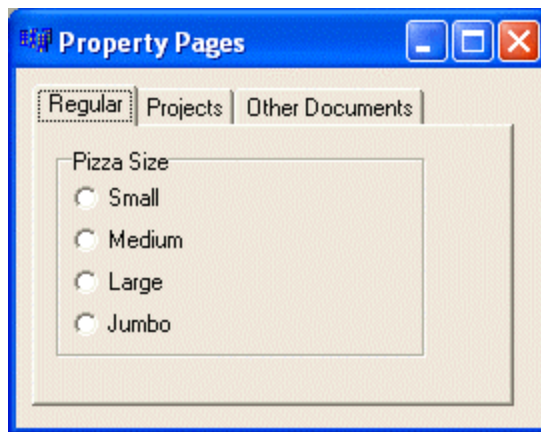 Property Pages
Regular Projects Other Documents
Pizza Size
Small
Medium
Large
Jumbo